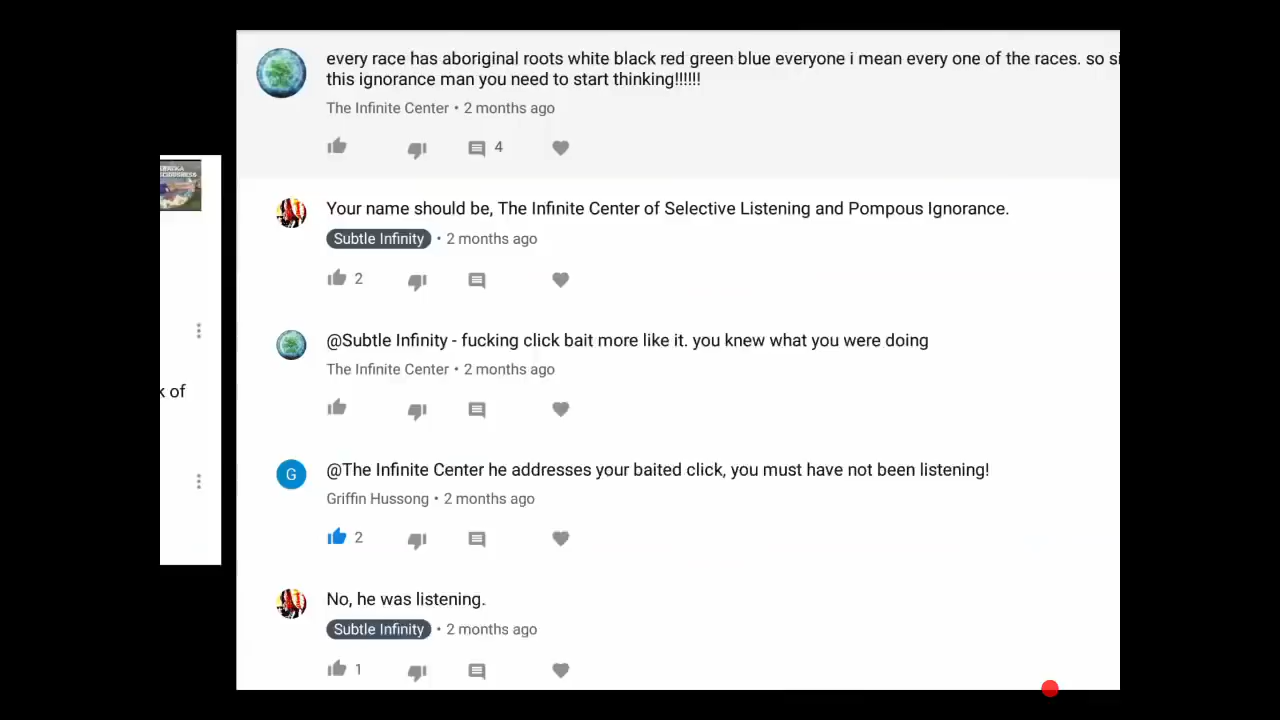 every race has aboriginal roots white black red green blue everyone i mean every one of the races. so
this ignorance man you need to start thinking!!!!!!
The Infinite Center • 2 months ago
4
Your name should be, The Infinite Center of Selective Listening and Pompous Ignorance.
Subtle Infinity • 2 months ago
2
@Subtle Infinity - fucking click bait more like it. you knew what you were doing
The Infinite Center • 2 months ago
k of
G
@The Infinite Center he addresses your baited click, you must have not been listening!
Griffin Hussong • 2 months ago
2
No, he was listening.
Subtle Infinity • 2 months ago
1